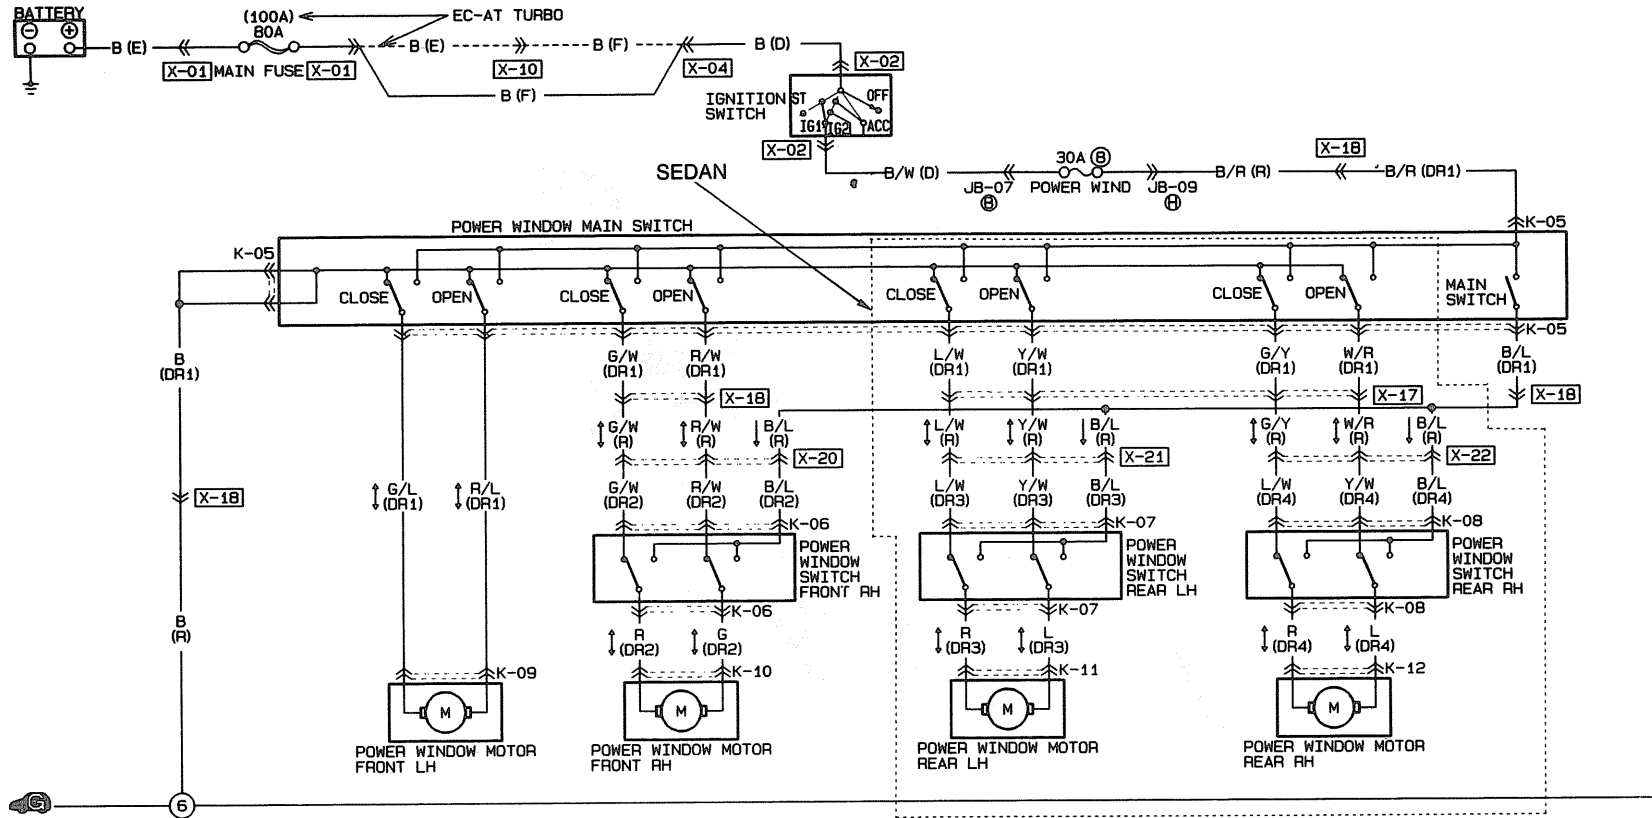 BATTERY
(100A)
80A
EC-AT TURBO
B (E)
B (E)
B (F)
B (D)
X-01
MAIN FUSE
X-01
X-10
X-04
X-02
B (F)
IGNITION
SWITCH
ST
OFF
IG1
IG2
ACC
X-02
B/W (D)
30A B
POWER WIND
JB-07
B
JB-09
H
B/R (R)
X-18
B/R (DR1)
SEDAN
POWER WINDOW MAIN SWITCH
K-05
K-05
CLOSE
OPEN
CLOSE
OPEN
CLOSE
OPEN
CLOSE
OPEN
MAIN
SWITCH
K-05
B
(DR1)
G/W
(DR1)
R/W
(DR1)
L/W
(DR1)
Y/W
(DR1)
G/Y
(DR1)
W/R
(DR1)
B/L
(DR1)
X-18
X-17
X-18
G/W
(R)
R/W
(R)
B/L
(R)
L/W
(R)
Y/W
(R)
B/L
(R)
G/Y
(R)
W/R
(R)
B/L
(R)
X-20
X-21
X-22
X-18
G/L
(DR1)
R/L
(DR1)
G/W
(DR2)
R/W
(DR2)
B/L
(DR2)
L/W
(DR3)
Y/W
(DR3)
B/L
(DR3)
L/W
(DR4)
Y/W
(DR4)
B/L
(DR4)
K-06
K-07
K-08
POWER
WINDOW
SWITCH
FRONT RH
POWER
WINDOW
SWITCH
REAR LH
POWER
WINDOW
SWITCH
REAR RH
K-06
K-07
K-08
B
(R)
R
(DR2)
G
(DR2)
R
(DR3)
L
(DR3)
R
(DR4)
L
(DR4)
K-09
K-10
K-11
K-12
M
M
M
M
POWER WINDOW MOTOR
FRONT LH
POWER WINDOW MOTOR
FRONT RH
POWER WINDOW MOTOR
REAR LH
POWER WINDOW MOTOR
REAR RH
G
6